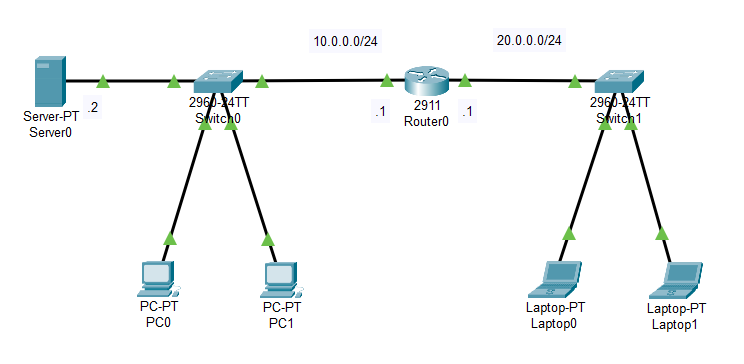 10.0.0.0/24
20.0.0.0/24
Server-PT
Server0
.2
2960-24TT
Switch0
.1
2911
Router0
.1
2960-24TT
Switch1
PC-PT
PC0
PC-PT
PC1
Laptop-PT
Laptop0
Laptop-PT
Laptop1